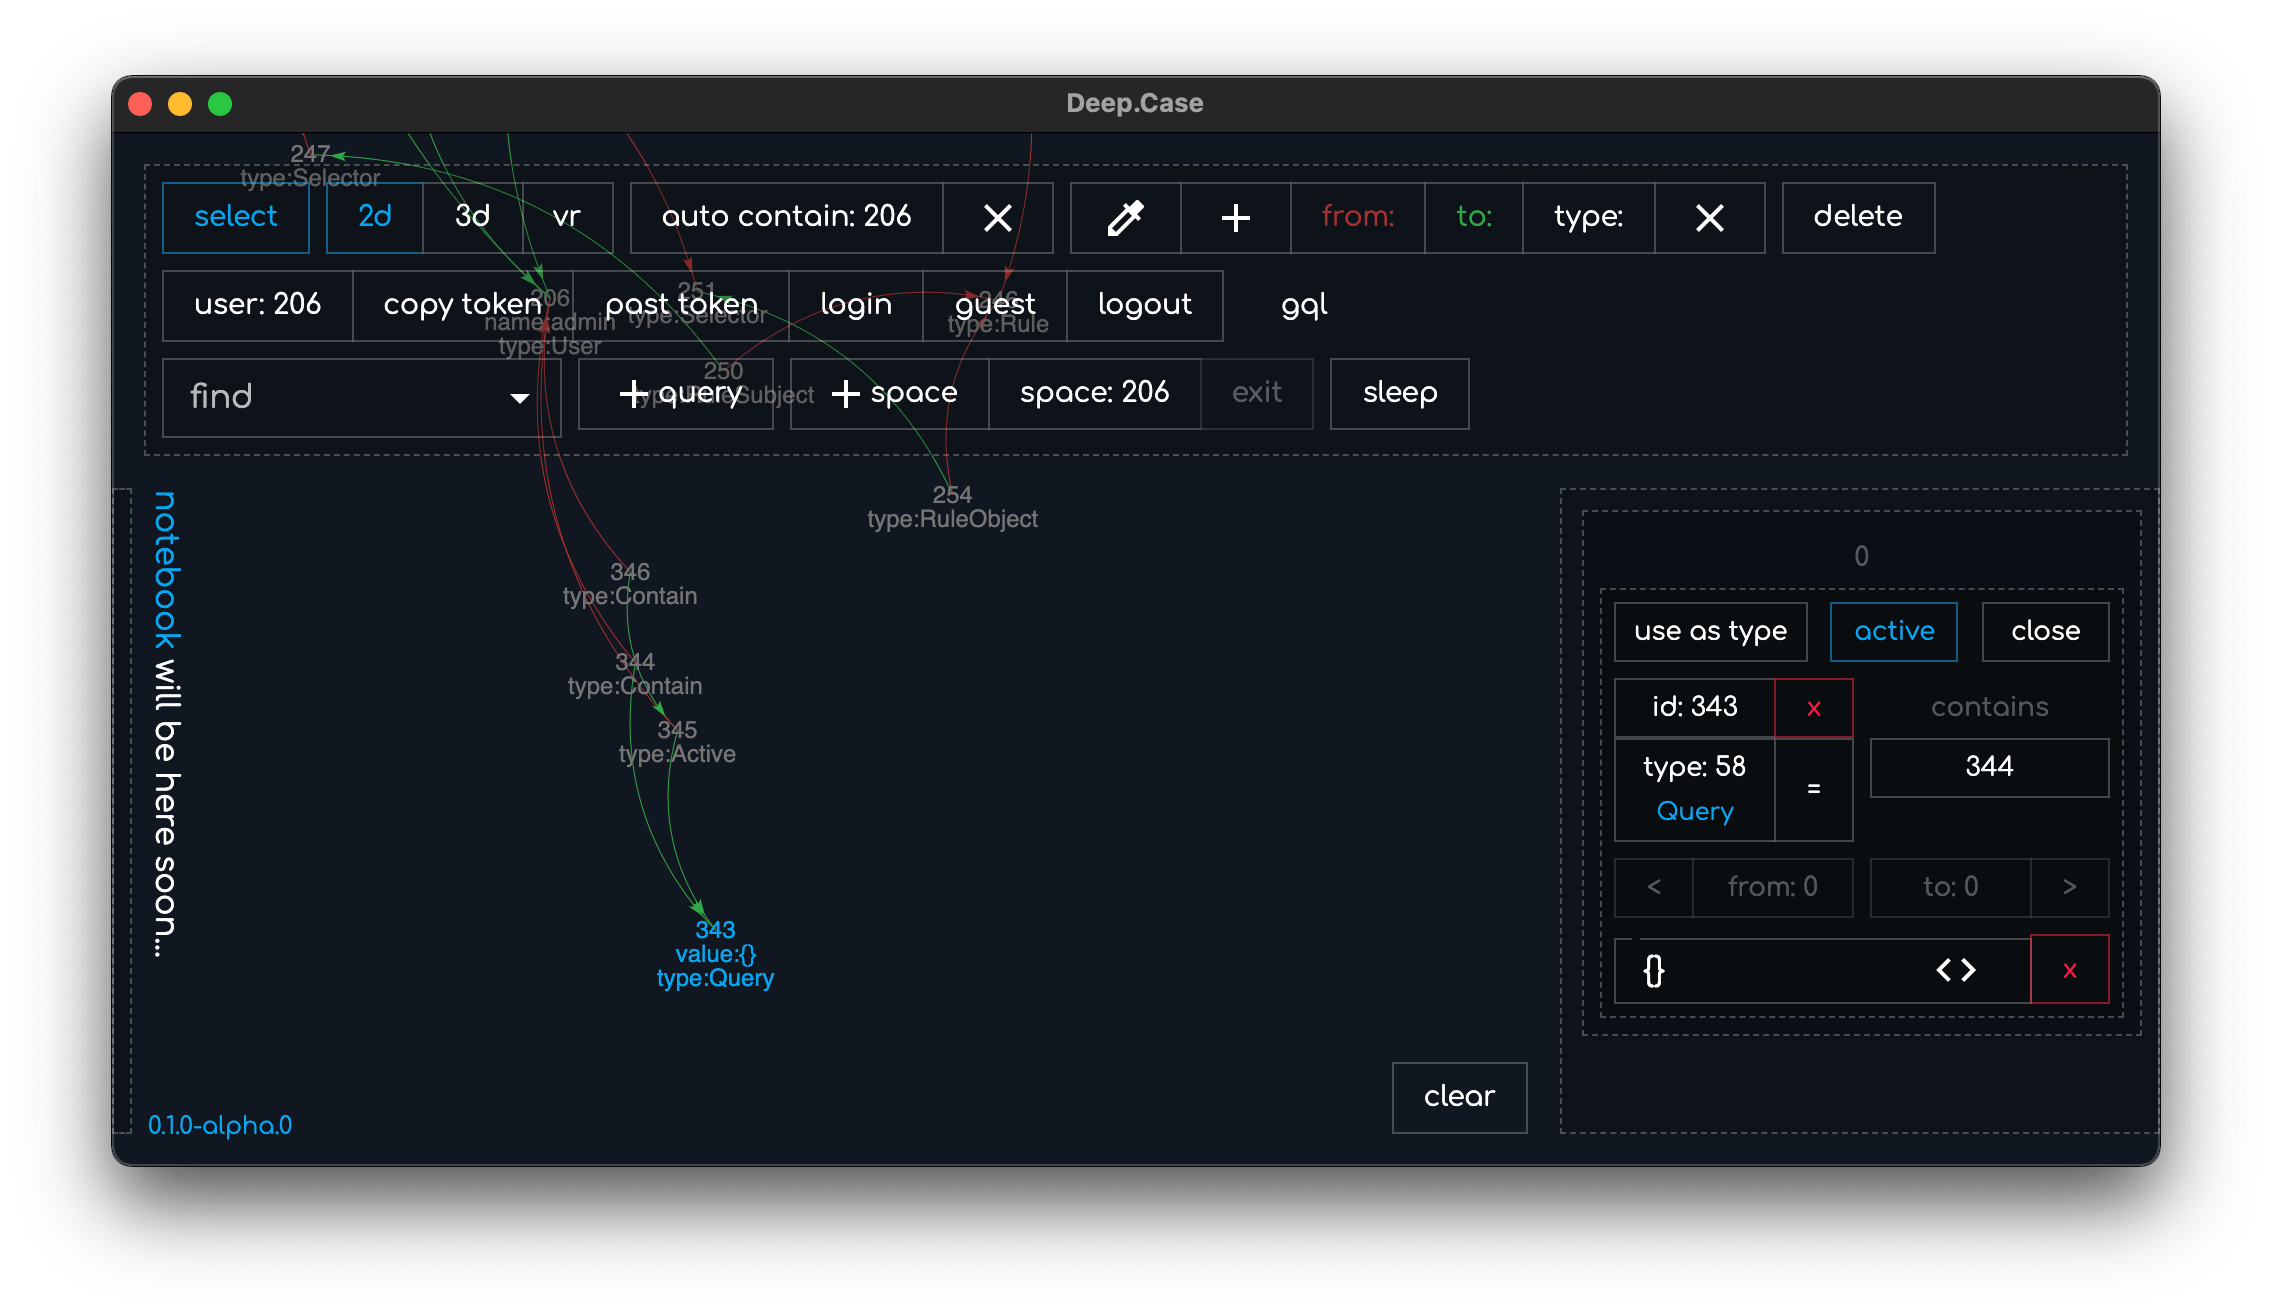 Deep.Case
247
type:Selector
select
2d
3d
vr
auto contain: 206
from:
to:
type:
delete
user: 206
copy token
past token
login
guest
logout
gql
206
name:admin
type:User
251
type:Selector
246
type:Rule
find
query
space
space: 206
exit
sleep
250
type:RuleSubject
254
type:RuleObject
346
type:Contain
344
type:Contain
345
type:Active
343
value:{}
type:Query
notebook will be here soon...
0.1.0-alpha.0
clear
0
use as type
active
close
id: 343
x
contains
type: 58
Query
=
344
<
from: 0
to: 0
>
{}
<>
x